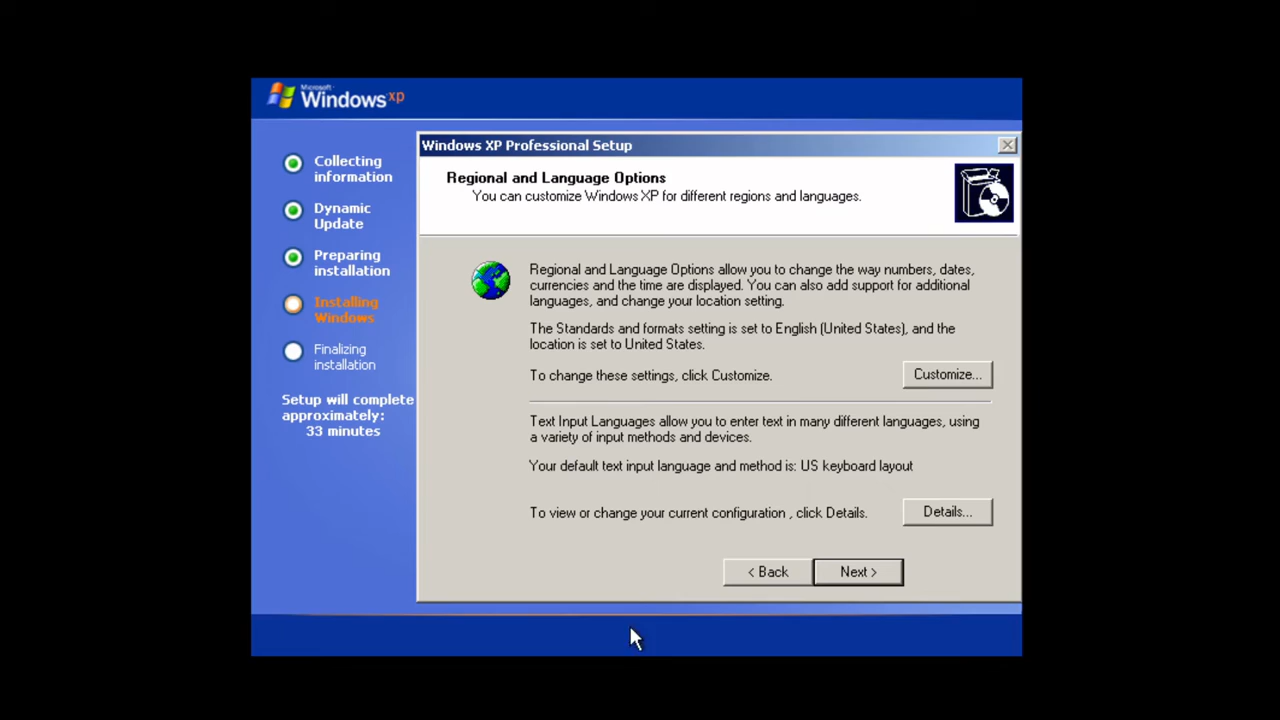 Microsoft
Windows xp
Collecting
information
Dynamic
Update
Preparing
installation
Installing
Windows
Finalizing
installation
Setup will complete
approximately:
33 minutes
Windows XP Professional Setup
Regional and Language Options
You can customize Windows XP for different regions and languages.
Regional and Language Options allow you to change the way numbers, dates,
currencies and the time are displayed. You can also add support for additional
languages, and change your location setting.
The Standards and formats setting is set to English (United States), and the
location is set to United States.
To change these settings, click Customize.
Customize...
Text Input Languages allow you to enter text in many different languages, using
a variety of input methods and devices.
Your default text input language and method is: US keyboard layout
To view or change your current configuration , click Details.
Details...
< Back
Next >